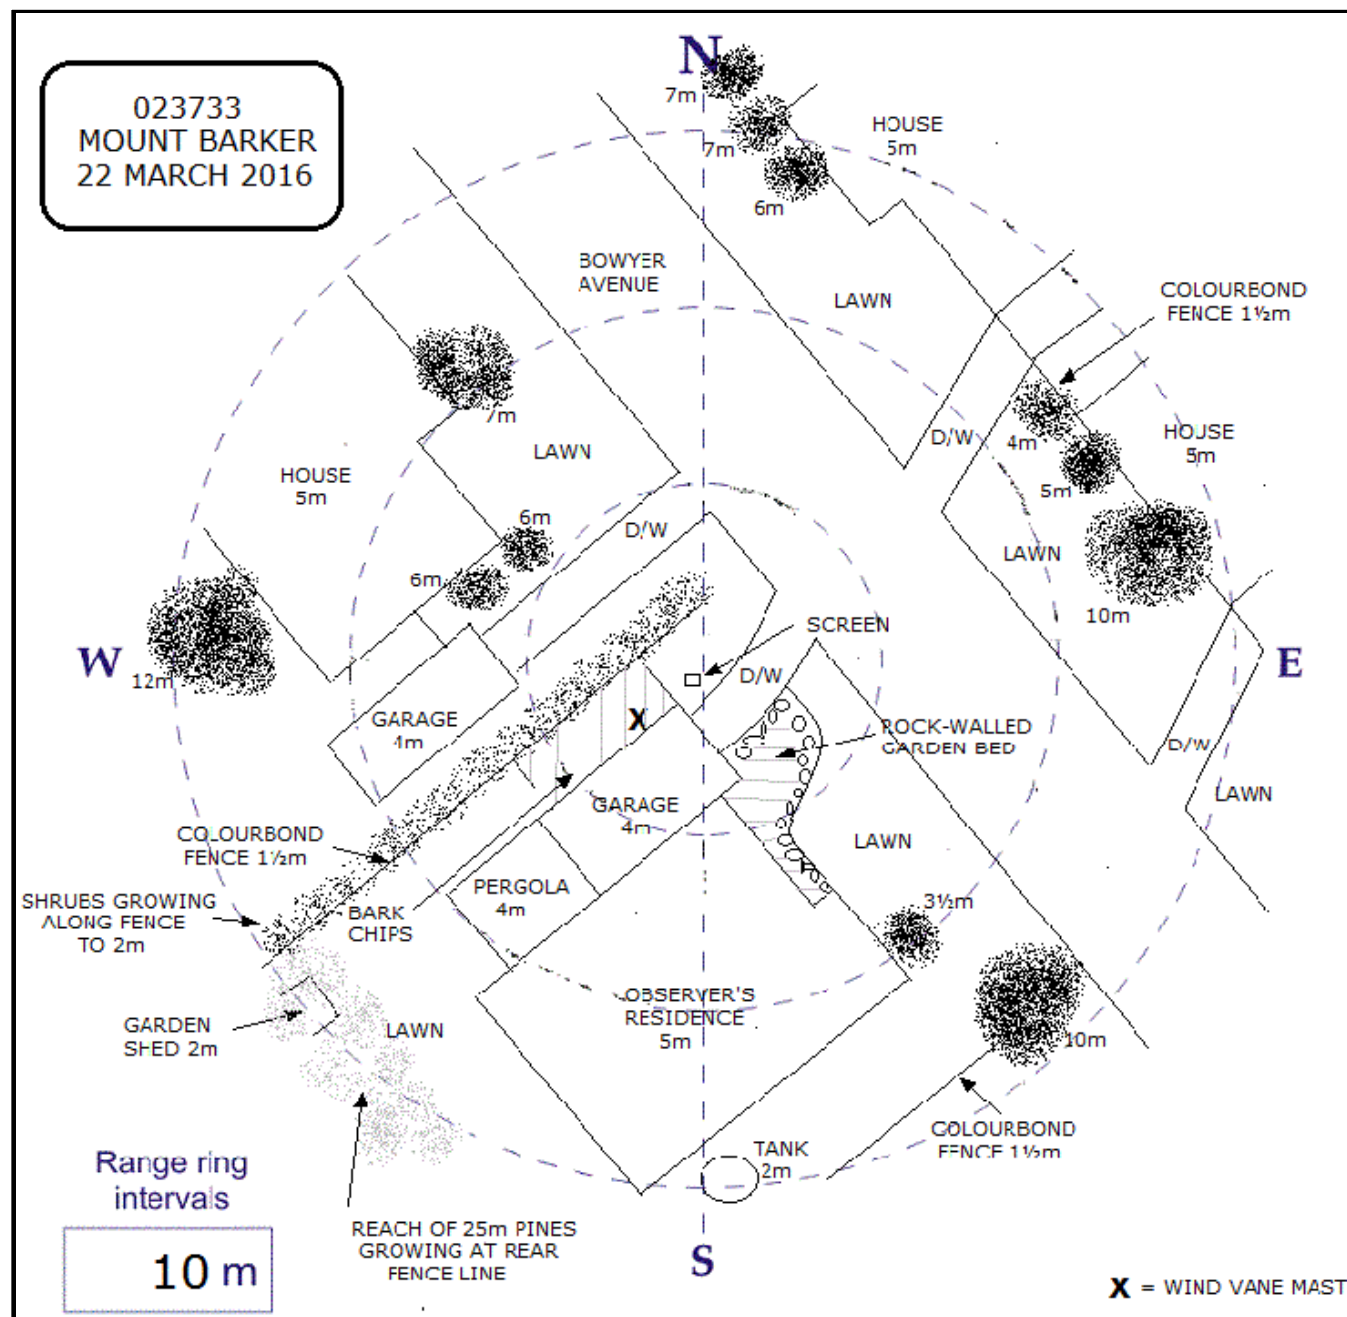 023733
MOUNT BARKER
22 MARCH 2016
N
7m
7m
6m
HOUSE
5m
BOWYER
AVENUE
LAWN
COLOURBOND
FENCE 1½m
7m
LAWN
HOUSE
5m
D/W
4m
5m
HOUSE
5m
6m
D/W
6m
LAWN
10m
W
12m
SCREEN
D/W
E
GARAGE
4m
X
ROCK-WALLED
GARDEN BED
D/W
LAWN
GARAGE
4m
COLOURBOND
FENCE 1½m
LAWN
SHRUBS GROWING
ALONG FENCE
TO 2m
BARK
CHIPS
PERGOLA
4m
3½m
GARDEN
SHED 2m
LAWN
OBSERVER'S
RESIDENCE
5m
10m
COLOURBOND
FENCE 1½m
TANK
2m
Range ring
intervals
10 m
REACH OF 25m PINES
GROWING AT REAR
FENCE LINE
S
X = WIND VANE MAST